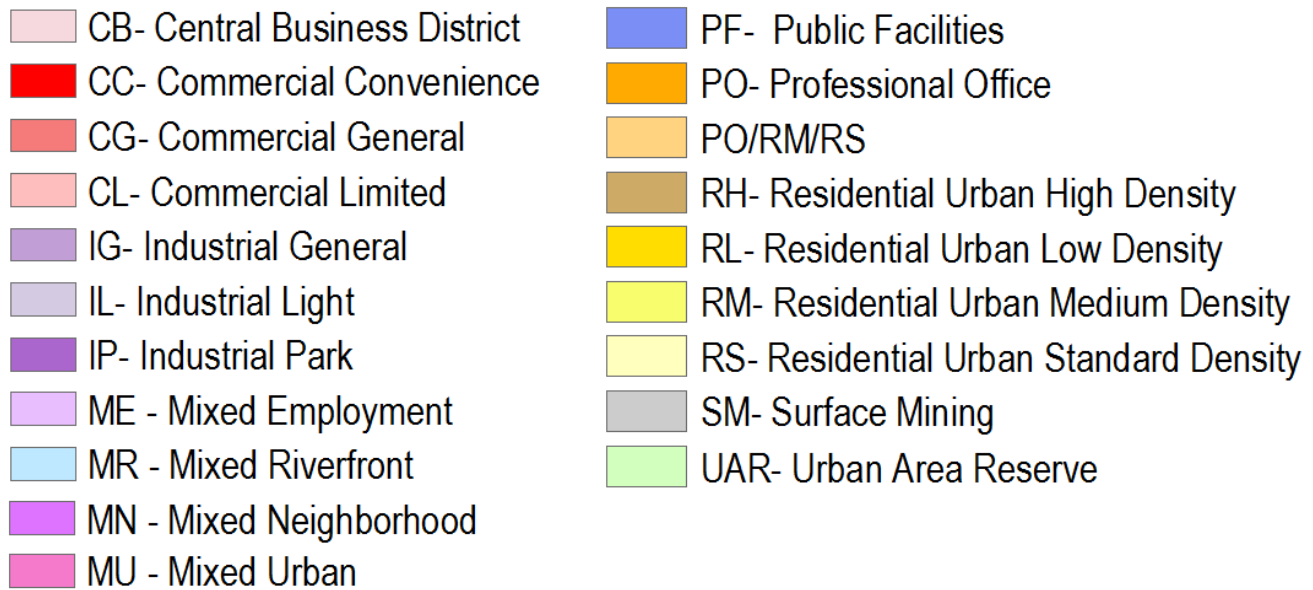 CB- Central Business District
CC- Commercial Convenience
CG- Commercial General
CL- Commercial Limited
IG- Industrial General
IL- Industrial Light
IP- Industrial Park
ME - Mixed Employment
MR - Mixed Riverfront
MN - Mixed Neighborhood
MU - Mixed Urban
PF- Public Facilities
PO- Professional Office
PO/RM/RS
RH- Residential Urban High Density
RL- Residential Urban Low Density
RM- Residential Urban Medium Density
RS- Residential Urban Standard Density
SM- Surface Mining
UAR- Urban Area Reserve